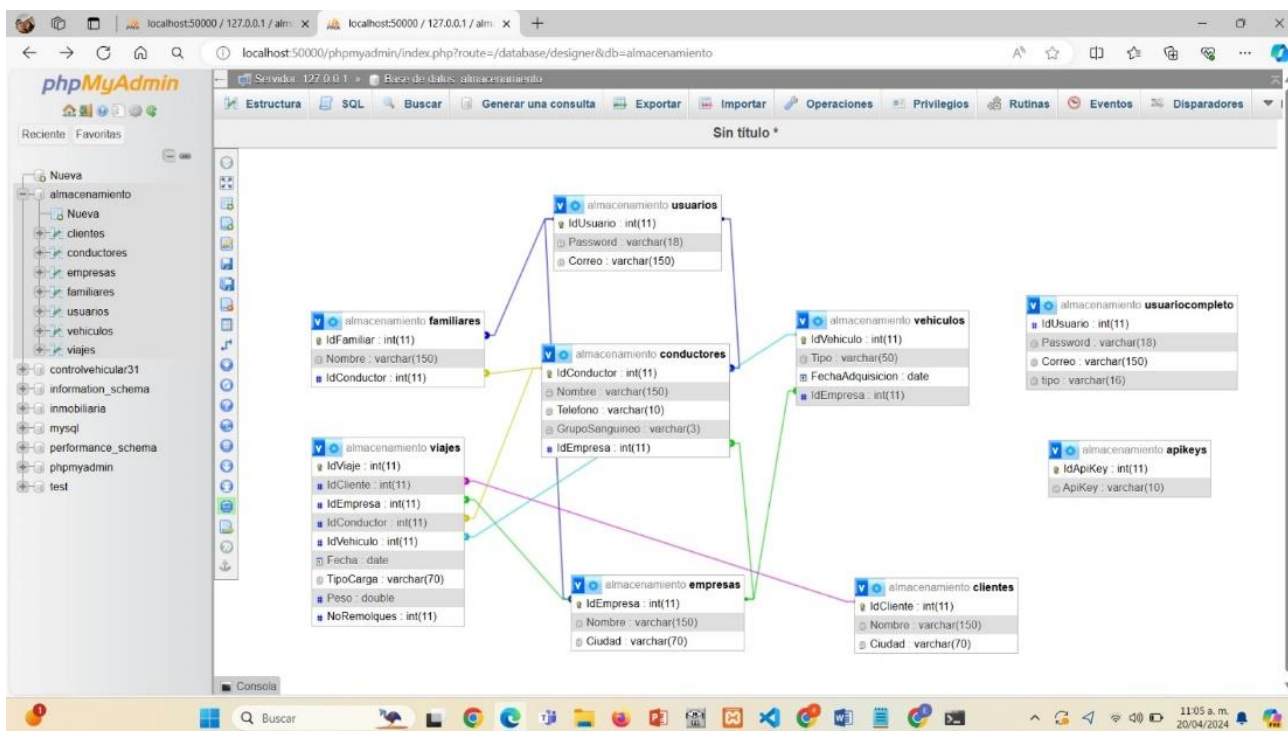 localhost:50000 / 127.0.0.1 / alm
localhost:50000 / 127.0.0.1 / alm
localhost:50000/phpmyadmin/index.php?route=/database/designer&db=almacenamiento
phpMyAdmin
Reciente Favoritas
Nueva
almacenamiento
Nueva
clientes
conductores
empresas
familiares
usuarios
vehiculos
viajes
controlvehicular31
information_schema
inmobiliaria
mysql
performance_schema
phpmyadmin
test
Servidor: 127.0.0.1 » Base de datos: almacenamiento
Estructura SQL Buscar Generar una consulta Exportar Importar Operaciones Privilegios Rutinas Eventos Disparadores
Sin título *
almacenamiento usuarios
IdUsuario : int(11)
Password : varchar(18)
Correo : varchar(150)
almacenamiento familiares
IdFamiliar : int(11)
Nombre : varchar(150)
IdConductor : int(11)
almacenamiento conductores
IdConductor : int(11)
Nombre : varchar(150)
Telefono : varchar(10)
GrupoSanguineo : varchar(3)
IdEmpresa : int(11)
almacenamiento vehiculos
IdVehiculo : int(11)
Tipo : varchar(50)
FechaAdquisicion : date
IdEmpresa : int(11)
almacenamiento usuariocompleto
IdUsuario : int(11)
Password : varchar(18)
Correo : varchar(150)
tipo : varchar(16)
almacenamiento viajes
IdViaje : int(11)
IdCliente : int(11)
IdEmpresa : int(11)
IdConductor : int(11)
IdVehiculo : int(11)
Fecha : date
TipoCarga : varchar(70)
Peso : double
NoRemolques : int(11)
almacenamiento apikeys
IdApiKey : int(11)
ApiKey : varchar(10)
almacenamiento empresas
IdEmpresa : int(11)
Nombre : varchar(150)
Ciudad : varchar(70)
almacenamiento clientes
IdCliente : int(11)
Nombre : varchar(150)
Ciudad : varchar(70)
Consola
Buscar
11:05 a. m.
20/04/2024